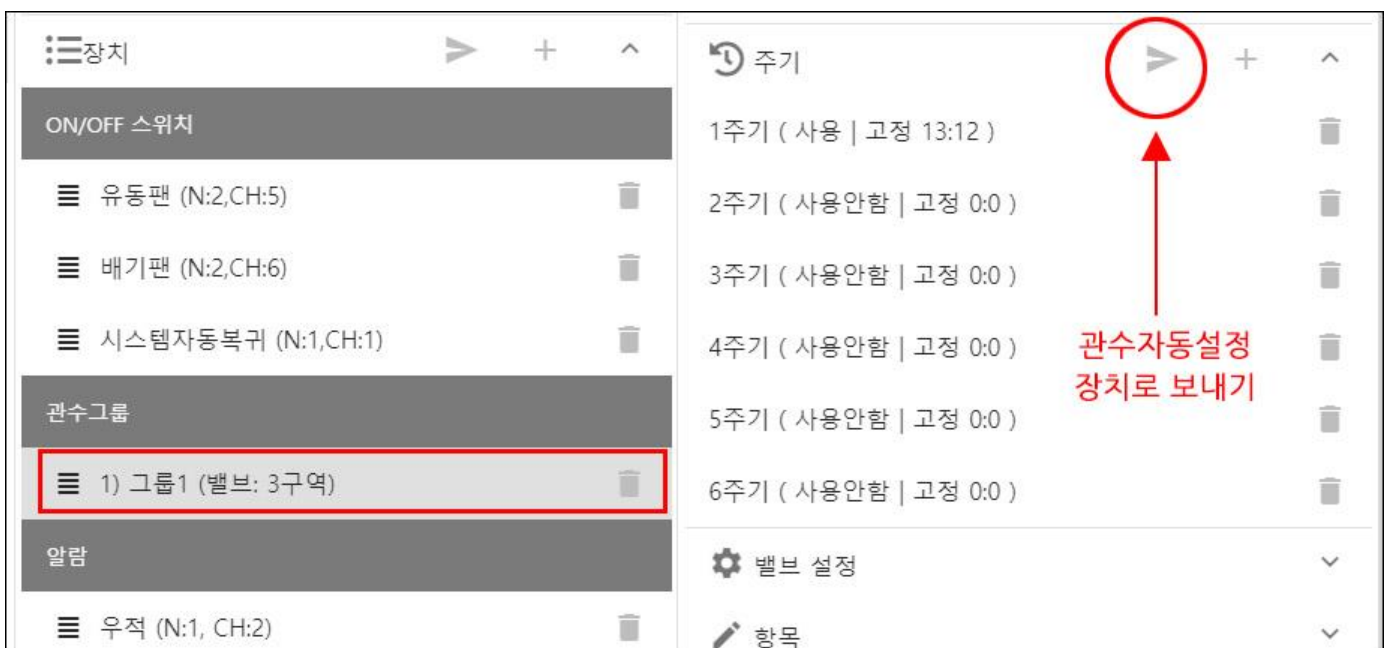 장치
ON/OFF 스위치
유동팬 (N:2,CH:5)
배기팬 (N:2,CH:6)
시스템자동복귀 (N:1,CH:1)
관수그룹
1) 그룹1 (밸브: 3구역)
알람
우적 (N:1, CH:2)
주기
1주기 ( 사용 | 고정 13:12 )
2주기 ( 사용안함 | 고정 0:0 )
3주기 ( 사용안함 | 고정 0:0 )
4주기 ( 사용안함 | 고정 0:0 )
5주기 ( 사용안함 | 고정 0:0 )
6주기 ( 사용안함 | 고정 0:0 )
관수자동설정
장치로 보내기
밸브 설정
항목